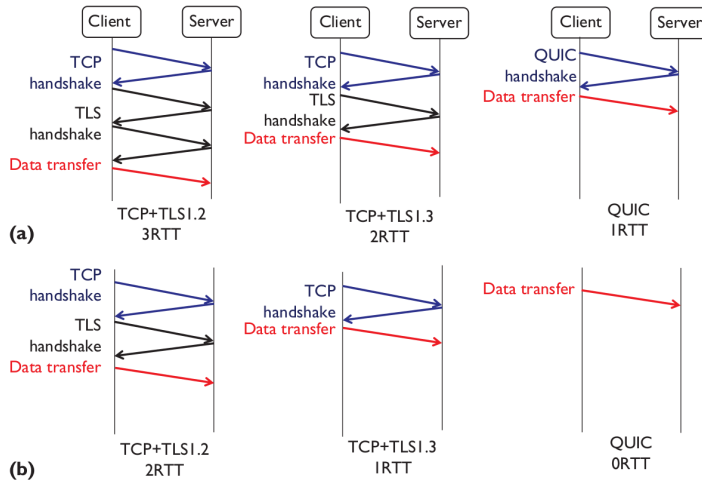 Client Server
TCP
handshake
TLS
handshake
Data transfer
TCP+TLS1.2
3RTT
Client Server
TCP
handshake
TLS
handshake
Data transfer
TCP+TLS1.3
2RTT
Client Server
QUIC
handshake
Data transfer
QUIC
1RTT
(a)
TCP
handshake
TLS
handshake
Data transfer
TCP+TLS1.2
2RTT
TCP
handshake
Data transfer
TCP+TLS1.3
1RTT
Data transfer
QUIC
0RTT
(b)